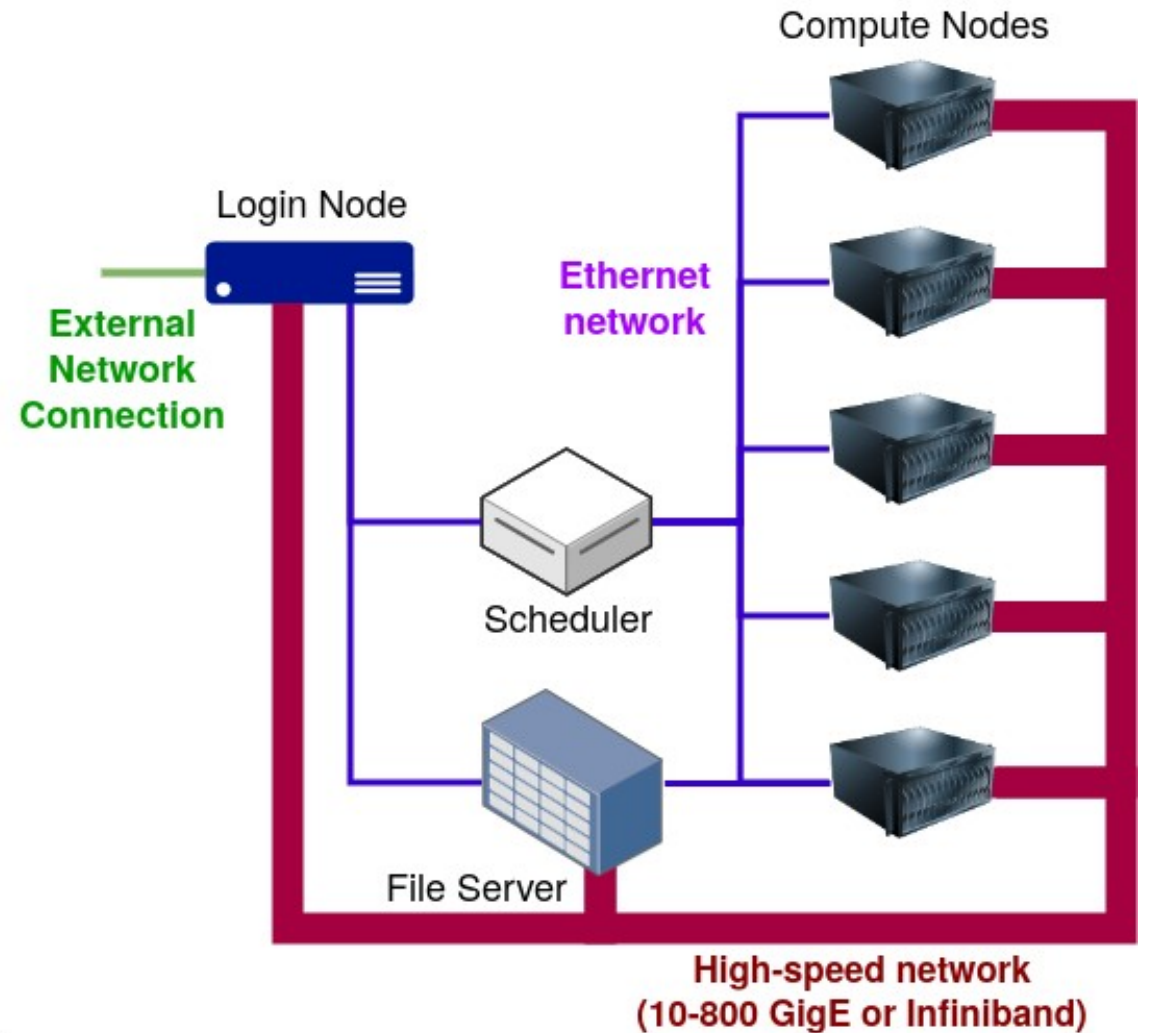 Compute Nodes
Login Node
Ethernet
network
External
Network
Connection
Scheduler
File Server
High-speed network
(10-800 GigE or Infiniband)